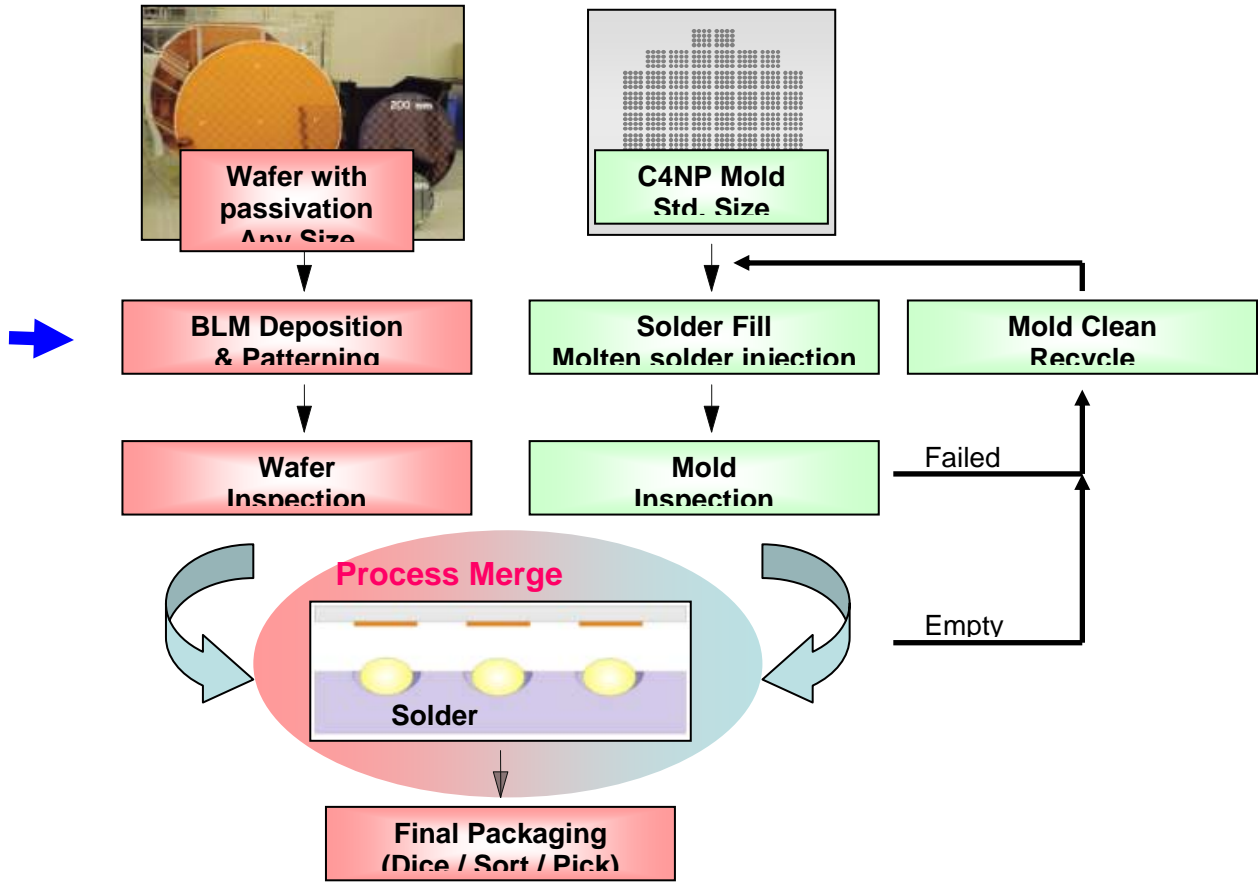 200 mm
Wafer with
passivation
Any Size
C4NP Mold
Std. Size
BLM Deposition
& Patterning
Solder Fill
Molten solder injection
Mold Clean
Recycle
Wafer
Inspection
Mold
Inspection
Failed
Process Merge
Empty
Solder
Final Packaging
(Dice / Sort / Pick)